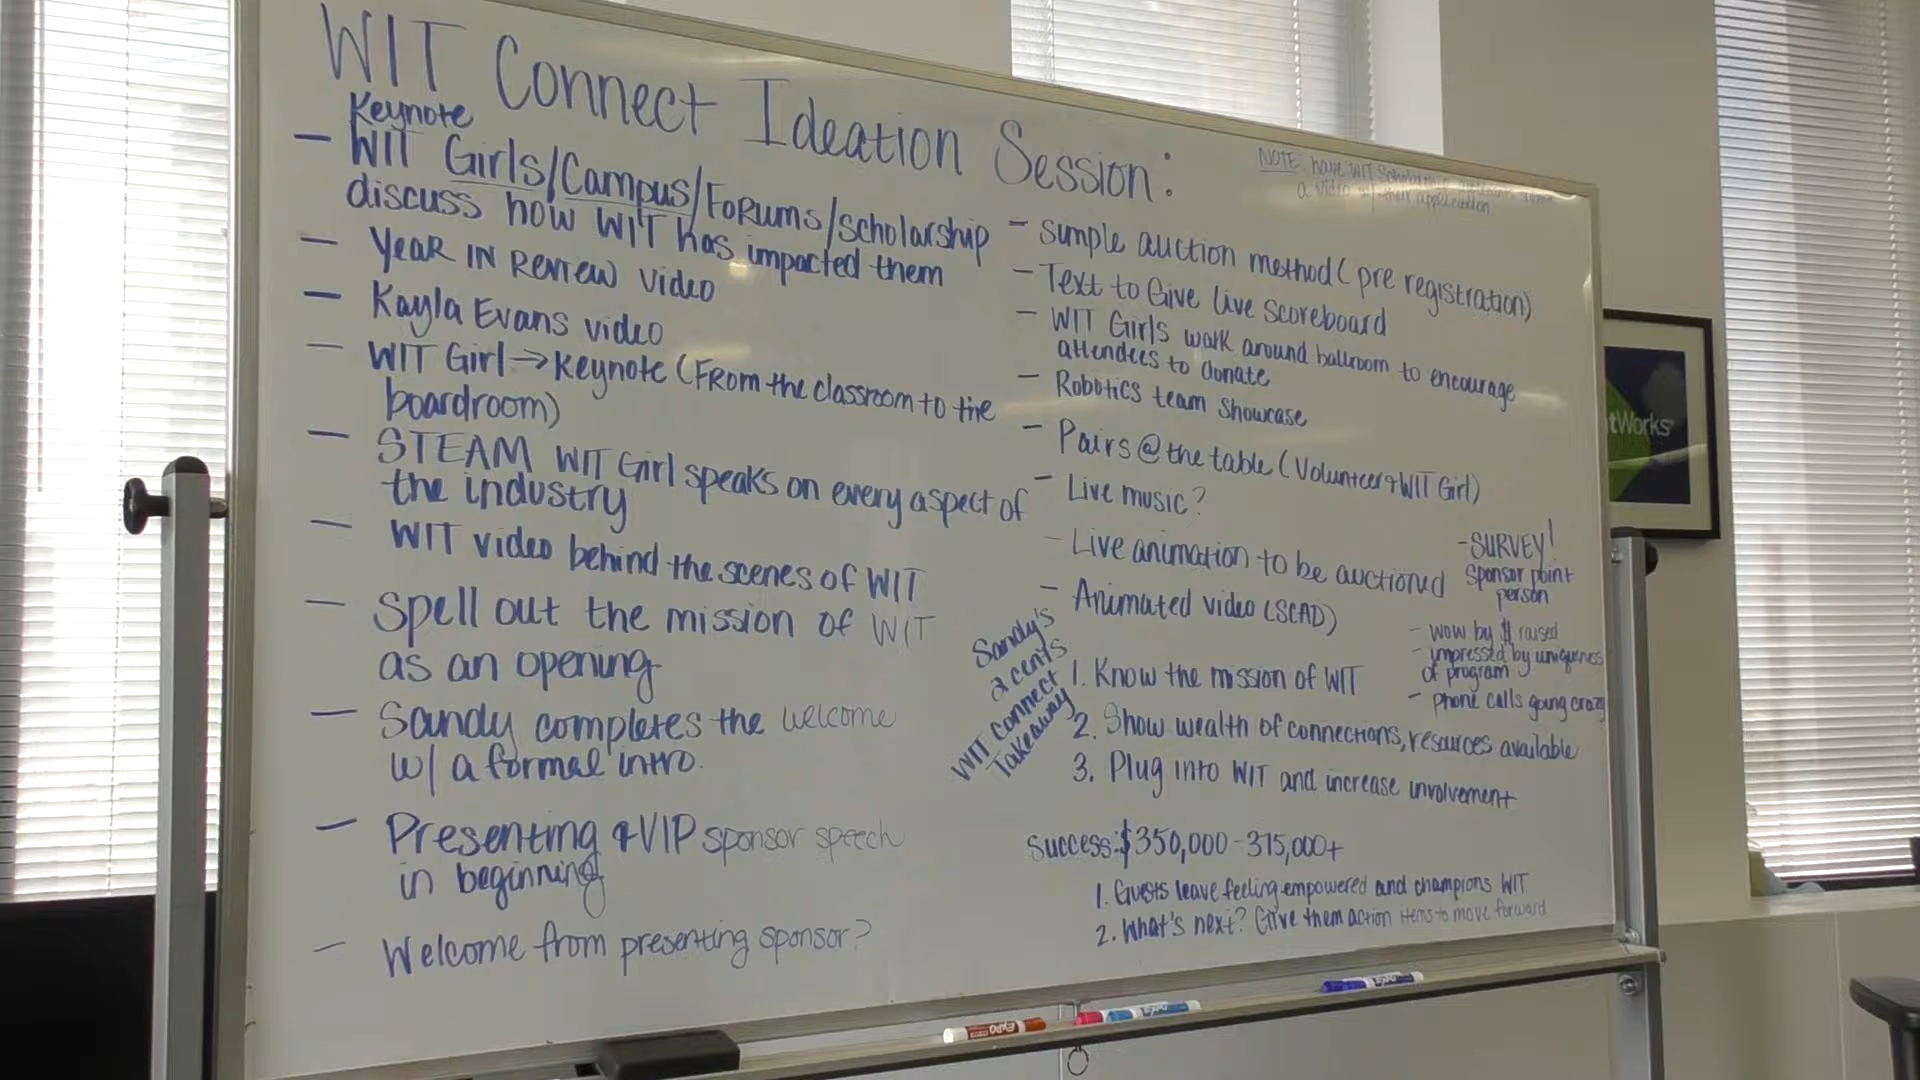 WIT Connect Ideation Session:
Keynote
- WIT Girls/Campus/Forums/Scholarship
discuss how WIT has impacted them
- Year in Review video
- Kayla Evans video
- WIT Girl → Keynote (From the classroom to the
boardroom)
- STEAM WIT Girl speaks on every aspect of
the industry
- WIT video behind the scenes of WIT
- Spell out the mission of WIT
as an opening
- Sandy completes the welcome
w/ a formal intro.
- Presenting & VIP sponsor speech
in beginning
- Welcome from presenting sponsor?
NOTE: have WIT
a video w/ their application
- simple auction method (pre registration)
- Text to Give live scoreboard
- WIT Girls walk around ballroom to encourage
attendees to donate
- Robotics team showcase
- Pairs @ the table (Volunteer & WIT Girl)
- Live music?
- Live animation to be auctioned
- Animated video (SCAD)
- SURVEY!
Sponsor point
person
- wow by $ raised
- impressed by uniqueness
of program
- phone calls going crazy
Sandy's
2 cents
WIT Connect
Takeaway
1. Know the mission of WIT
2. Show wealth of connections, resources available
3. Plug into WIT and increase involvement
Success: $350,000 - 375,000+
1. Guests leave feeling empowered and champions WIT
2. What's next? Give them action items to move forward
tWorks
EXPO